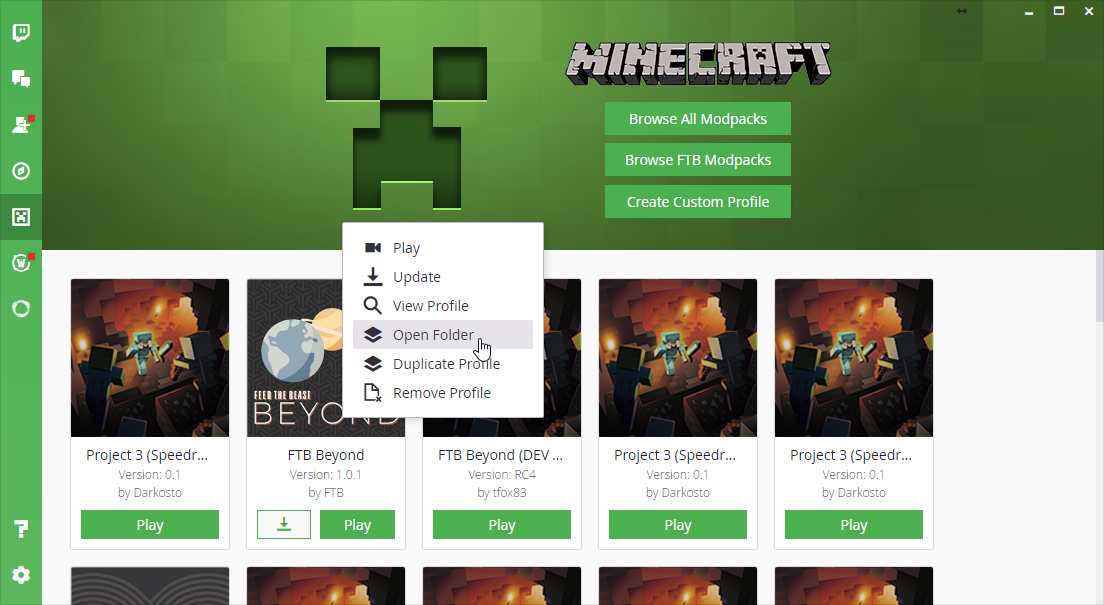 MINECRAFT
Browse All Modpacks
Browse FTB Modpacks
Create Custom Profile
Play
Update
View Profile
Open Folder
Duplicate Profile
Remove Profile
FEED THE BEAST
BEYOND
Project 3 (Speedr...
Version: 0.1
by Darkosto
Play
FTB Beyond
Version: 1.0.1
by FTB
Play
FTB Beyond (DEV ...
Version: RC4
by tfox83
Play
Project 3 (Speedr...
Version: 0.1
by Darkosto
Play
Project 3 (Speedr...
Version: 0.1
by Darkosto
Play